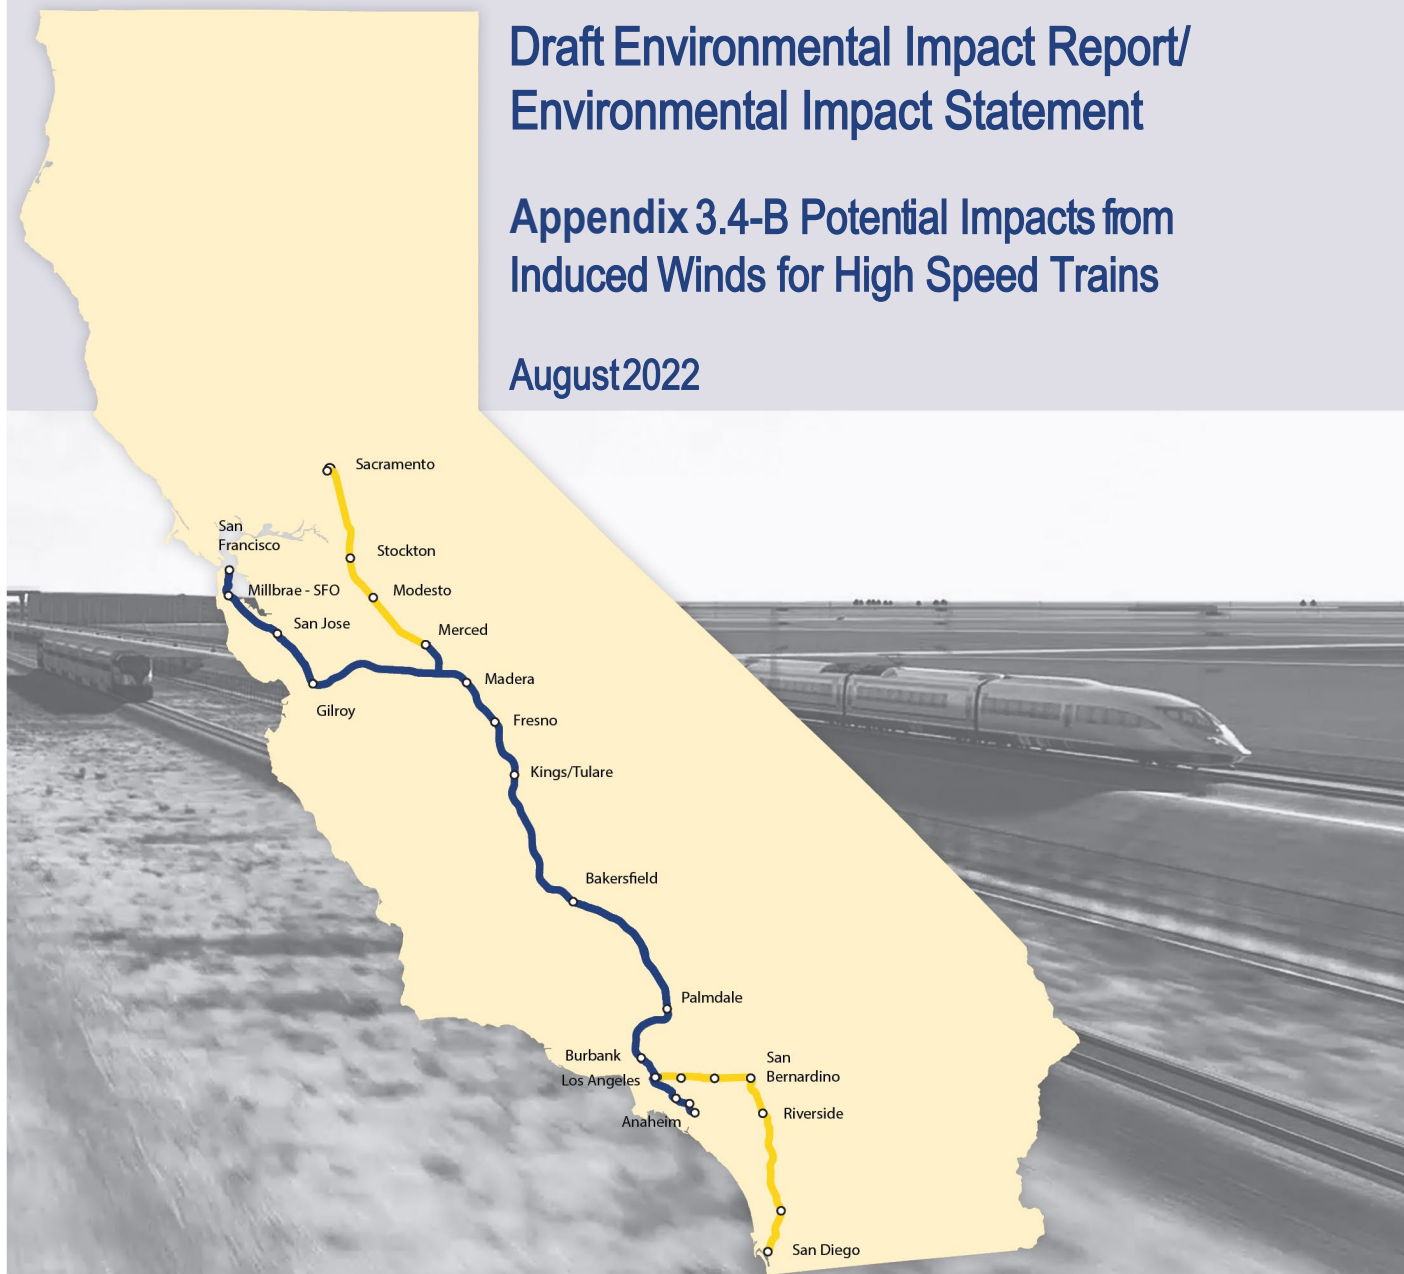 Draft Environmental Impact Report/
Environmental Impact Statement
Appendix 3.4-B Potential Impacts from
Induced Winds for High Speed Trains
August 2022
Sacramento
San
Francisco
Stockton
Millbrae - SFO
Modesto
San Jose
Merced
Madera
Gilroy
Fresno
Kings/Tulare
Bakersfield
Palmdale
Burbank
San
Bernardino
Los Angeles
Anaheim
Riverside
San Diego